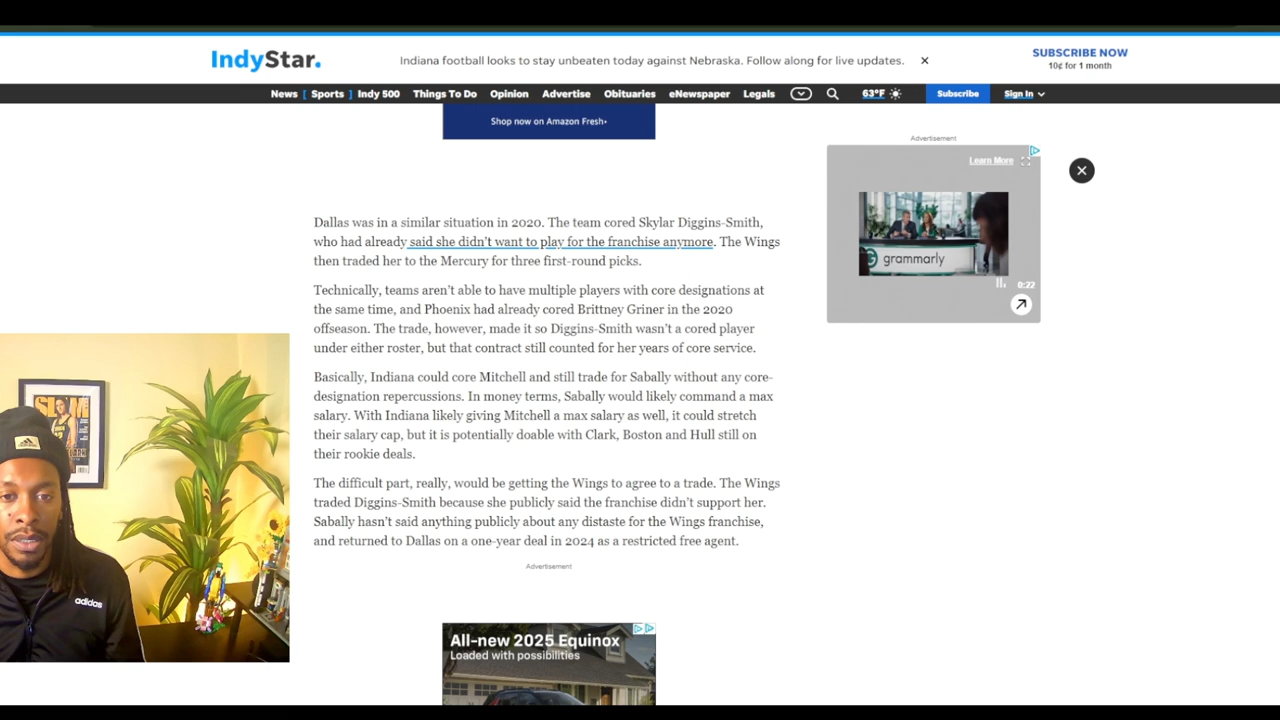 IndyStar.
Indiana football looks to stay unbeaten today against Nebraska. Follow along for live updates.
SUBSCRIBE NOW
10¢ for 1 month
News [ Sports ] Indy 500 Things To Do Opinion Advertise Obituaries eNewspaper Legals 63°F Subscribe Sign In
Shop now on Amazon Fresh›
Advertisement
Learn More
grammarly
0:22
Dallas was in a similar situation in 2020. The team cored Skylar Diggins-Smith,
who had already said she didn't want to play for the franchise anymore. The Wings
then traded her to the Mercury for three first-round picks.
Technically, teams aren't able to have multiple players with core designations at
the same time, and Phoenix had already cored Brittney Griner in the 2020
offseason. The trade, however, made it so Diggins-Smith wasn't a cored player
under either roster, but that contract still counted for her years of core service.
Basically, Indiana could core Mitchell and still trade for Sabally without any core-
designation repercussions. In money terms, Sabally would likely command a max
salary. With Indiana likely giving Mitchell a max salary as well, it could stretch
their salary cap, but it is potentially doable with Clark, Boston and Hull still on
their rookie deals.
The difficult part, really, would be getting the Wings to agree to a trade. The Wings
traded Diggins-Smith because she publicly said the franchise didn't support her.
Sabally hasn't said anything publicly about any distaste for the Wings franchise,
and returned to Dallas on a one-year deal in 2024 as a restricted free agent.
Advertisement
All-new 2025 Equinox
Loaded with possibilities
SLAM
adidas